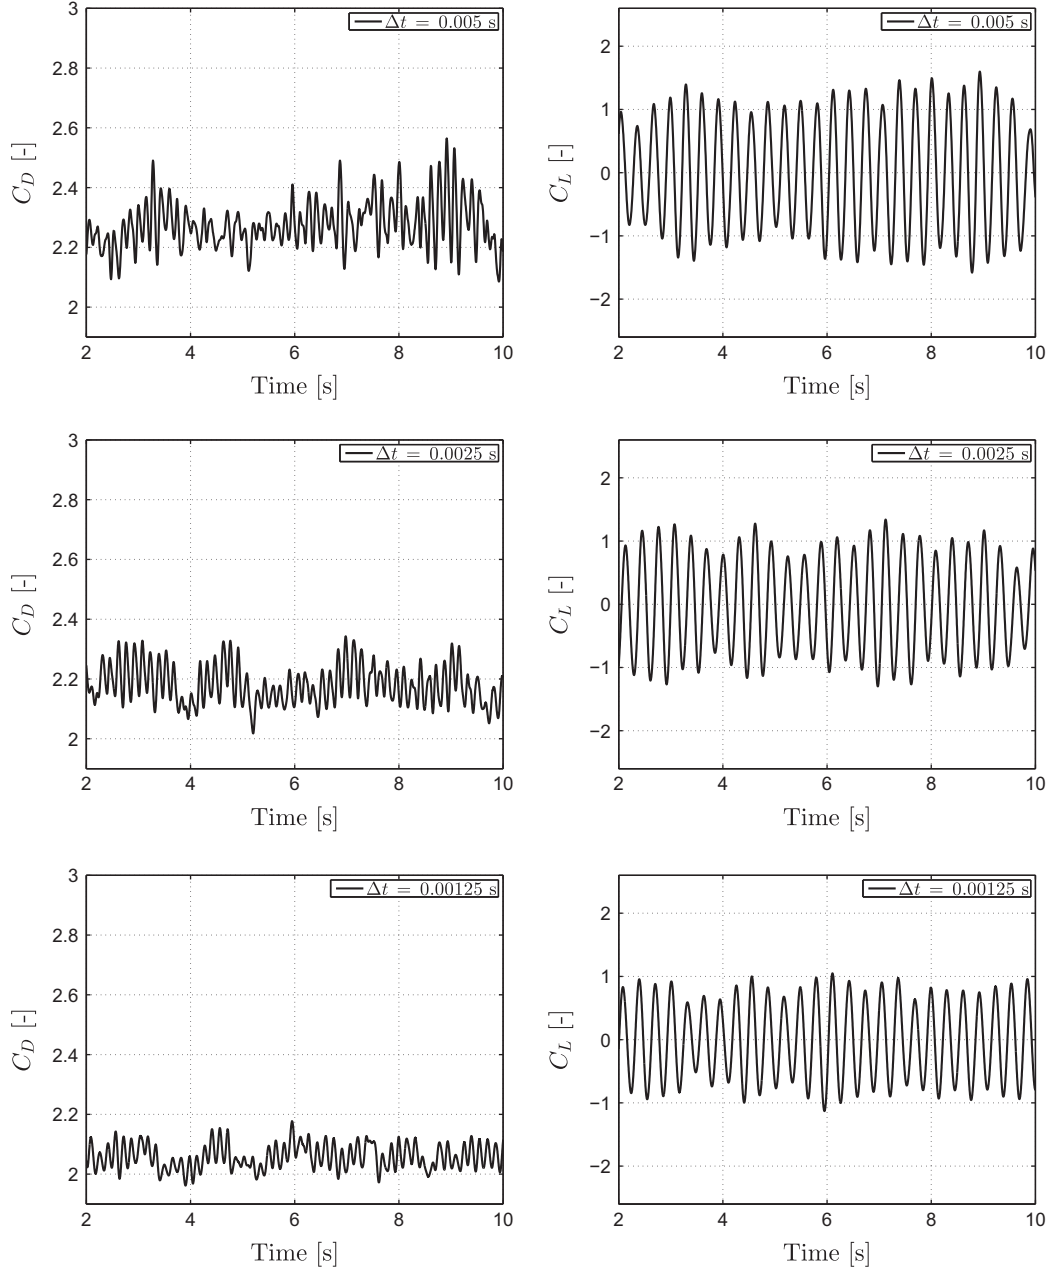 3
2.8
2.6
2.4
2.2
2
C_D [-]
2 4 6 8 10
Time [s]
Δt = 0.005 s
2
1
0
−1
−2
C_L [-]
2 4 6 8 10
Time [s]
Δt = 0.005 s
3
2.8
2.6
2.4
2.2
2
C_D [-]
2 4 6 8 10
Time [s]
Δt = 0.0025 s
2
1
0
−1
−2
C_L [-]
2 4 6 8 10
Time [s]
Δt = 0.0025 s
3
2.8
2.6
2.4
2.2
2
C_D [-]
2 4 6 8 10
Time [s]
Δt = 0.00125 s
2
1
0
−1
−2
C_L [-]
2 4 6 8 10
Time [s]
Δt = 0.00125 s